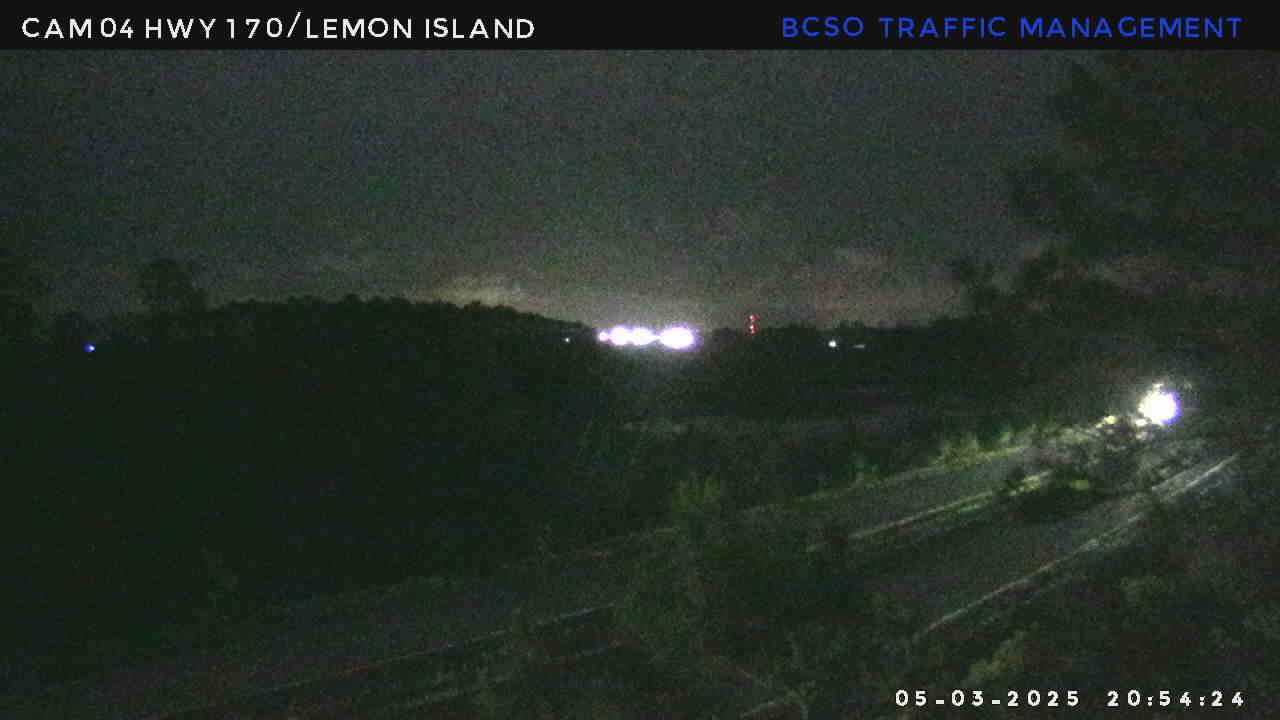 CAM04 HWY 170/LEMON ISLAND
BCSO TRAFFIC MANAGEMENT
05-03-2025 20:54:24